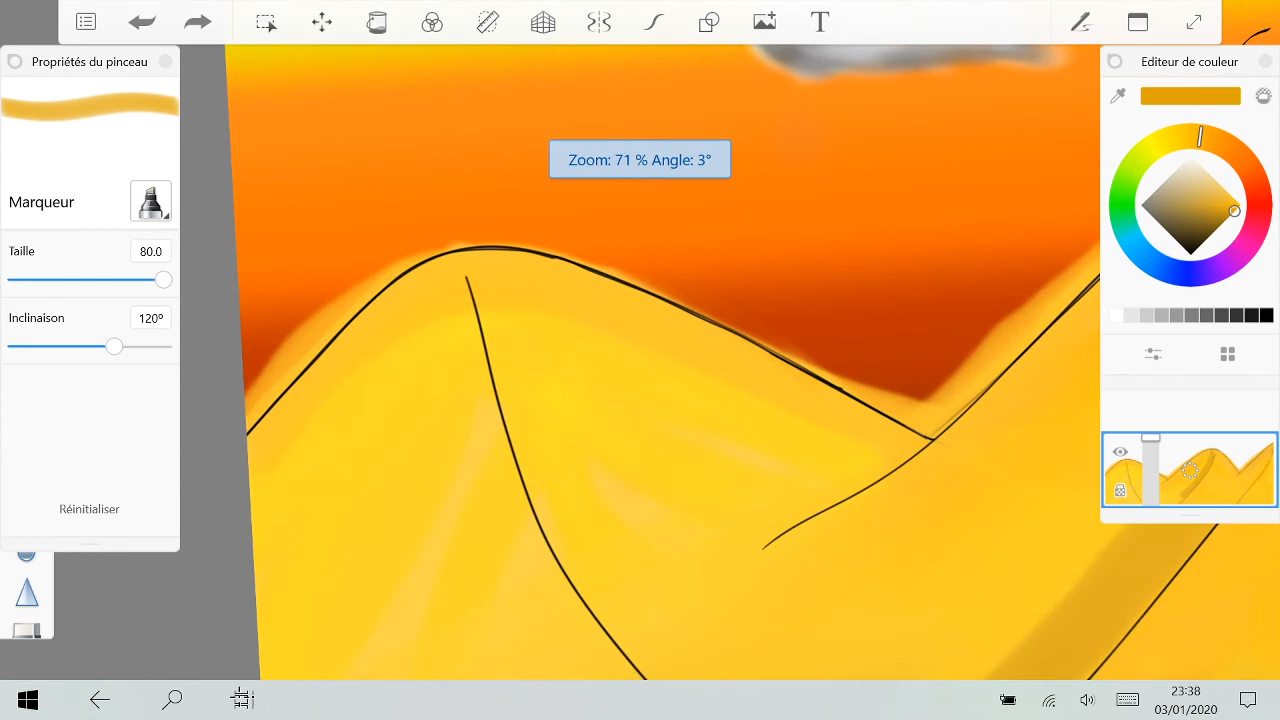 T
Propriétés du pinceau
Editeur de couleur
Zoom: 71 % Angle: 3°
Marqueur
Taille
80.0
Inclinaison
120º
Réinitialiser
23:38
03/01/2020